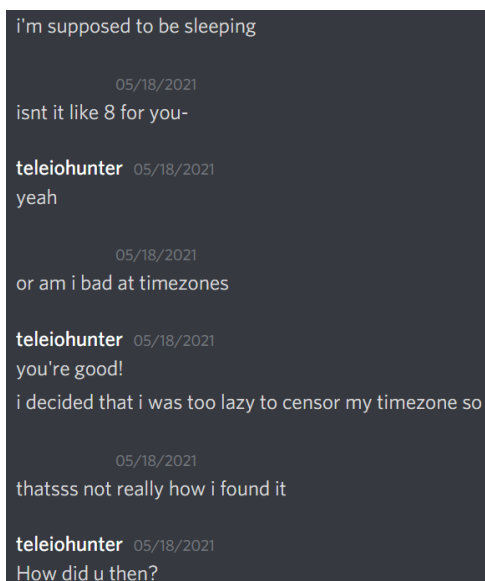 i'm supposed to be sleeping
05/18/2021
isnt it like 8 for you-
teleiohunter 05/18/2021
yeah
05/18/2021
or am i bad at timezones
teleiohunter 05/18/2021
you're good!
i decided that i was too lazy to censor my timezone so
05/18/2021
thatsss not really how i found it
teleiohunter 05/18/2021
How did u then?